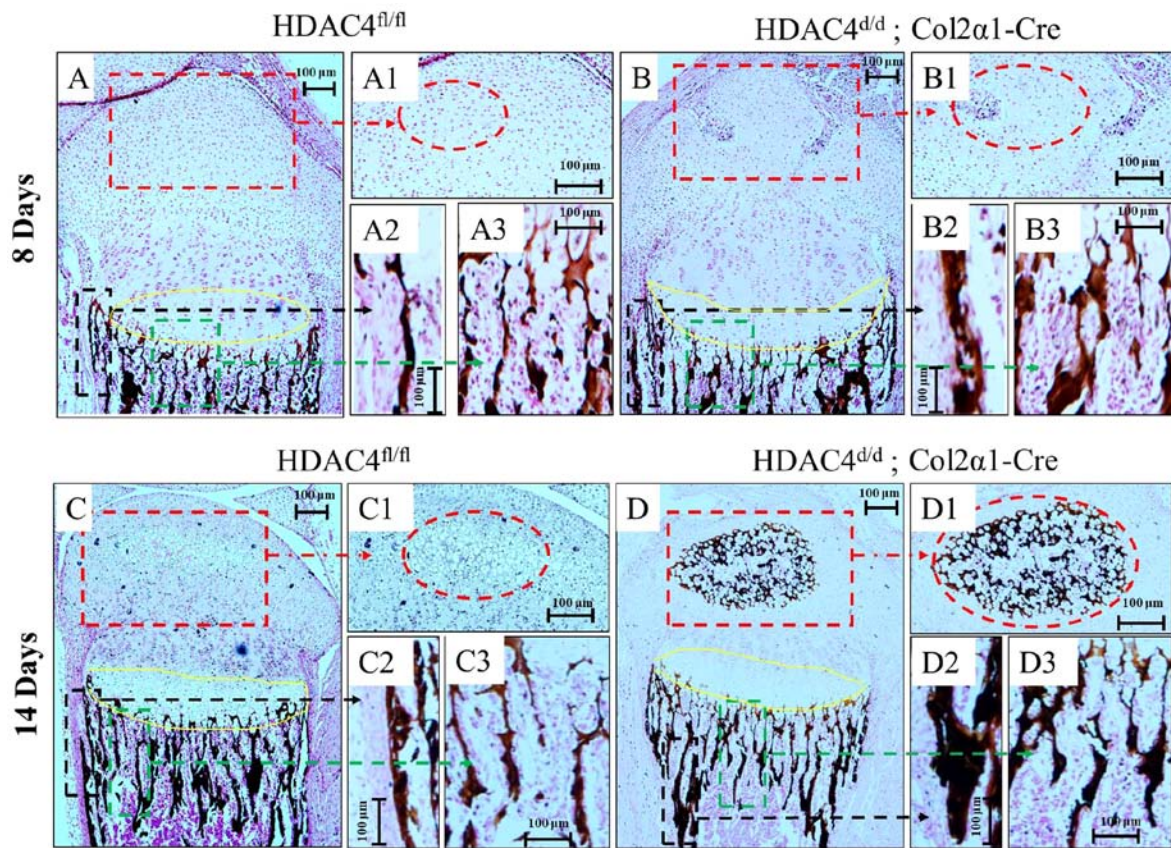 HDAC4fl/fl
HDAC4d/d ; Col2α1-Cre
8 Days
A
100 μm
A1
100 μm
B
100 μm
B1
100 μm
A2
100 μm
A3
100 μm
B2
100 μm
B3
100 μm
HDAC4fl/fl
HDAC4d/d ; Col2α1-Cre
14 Days
C
100 μm
C1
100 μm
D
100 μm
D1
100 μm
C2
100 μm
C3
100 μm
D2
100 μm
D3
100 μm